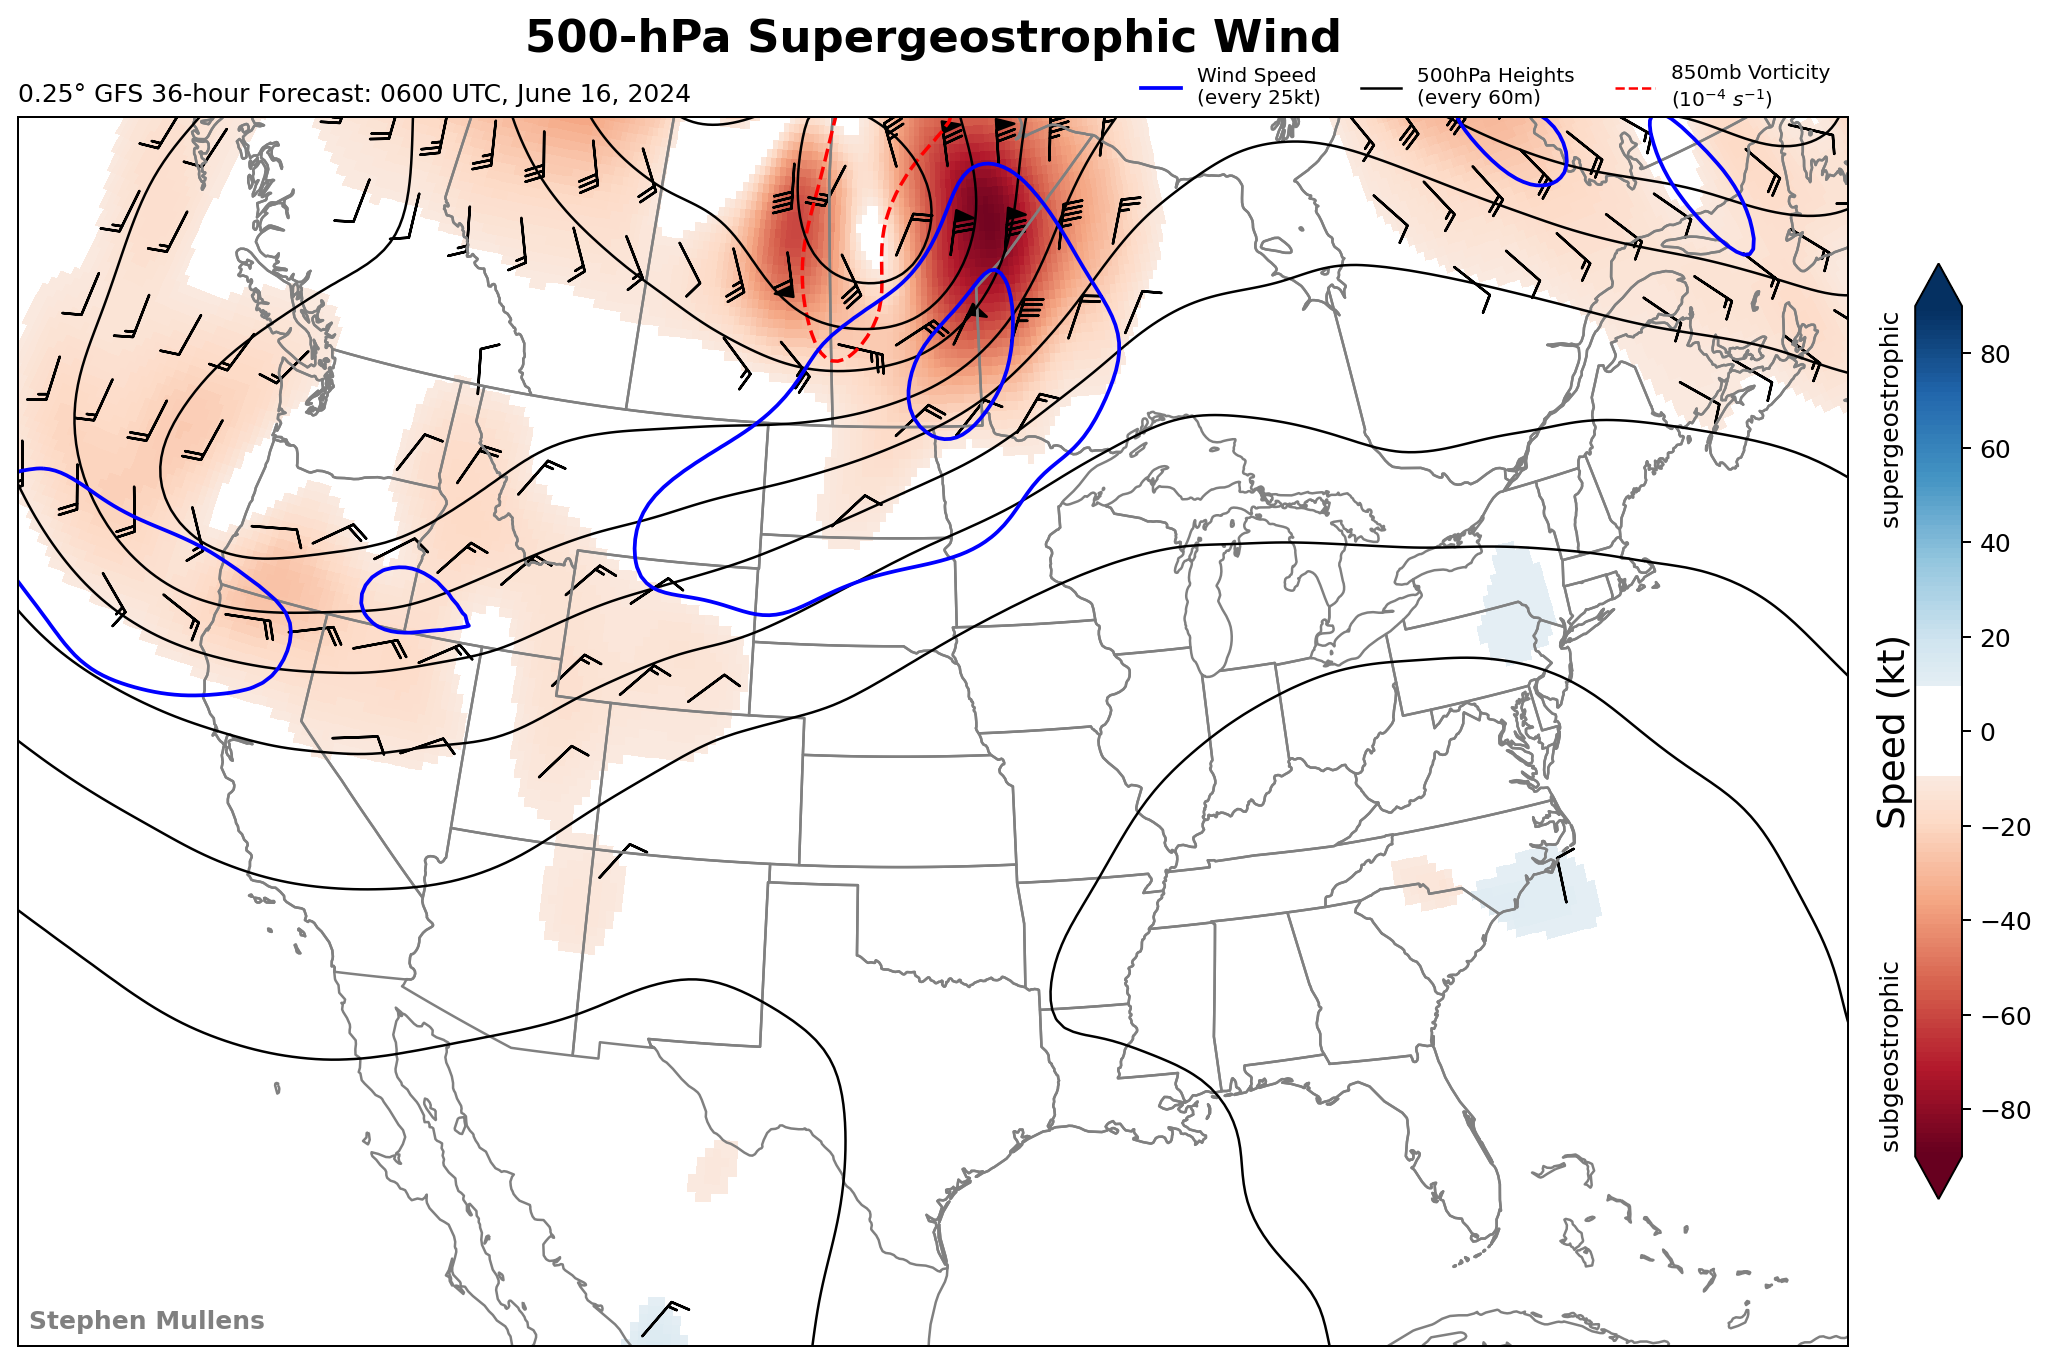 500-hPa Supergeostrophic Wind
0.25° GFS 36-hour Forecast: 0600 UTC, June 16, 2024
Wind Speed
(every 25kt)
500hPa Heights
(every 60m)
850mb Vorticity
(10⁻⁴ s⁻¹)
supergeostrophic
Speed (kt)
subgeostrophic
80
60
40
20
0
−20
−40
−60
−80
Stephen Mullens